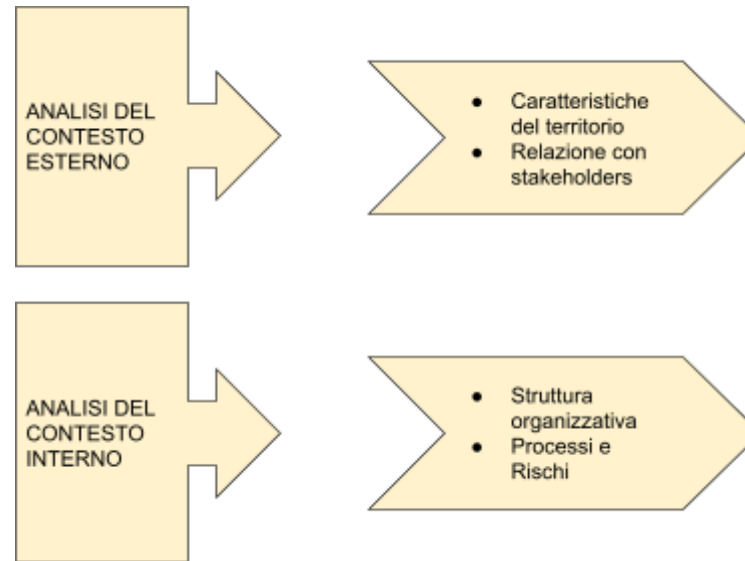 ANALISI DEL
CONTESTO
ESTERNO
● Caratteristiche
del territorio
● Relazione con
stakeholders
ANALISI DEL
CONTESTO
INTERNO
● Struttura
organizzativa
● Processi e
Rischi